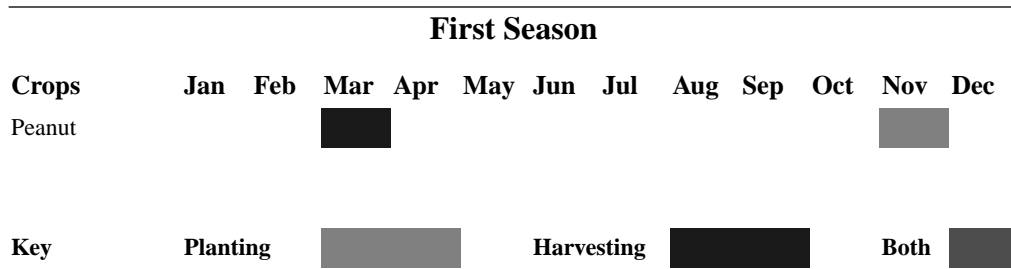 First Season
Crops Jan Feb Mar Apr May Jun Jul Aug Sep Oct Nov Dec
Peanut
Key Planting Harvesting Both